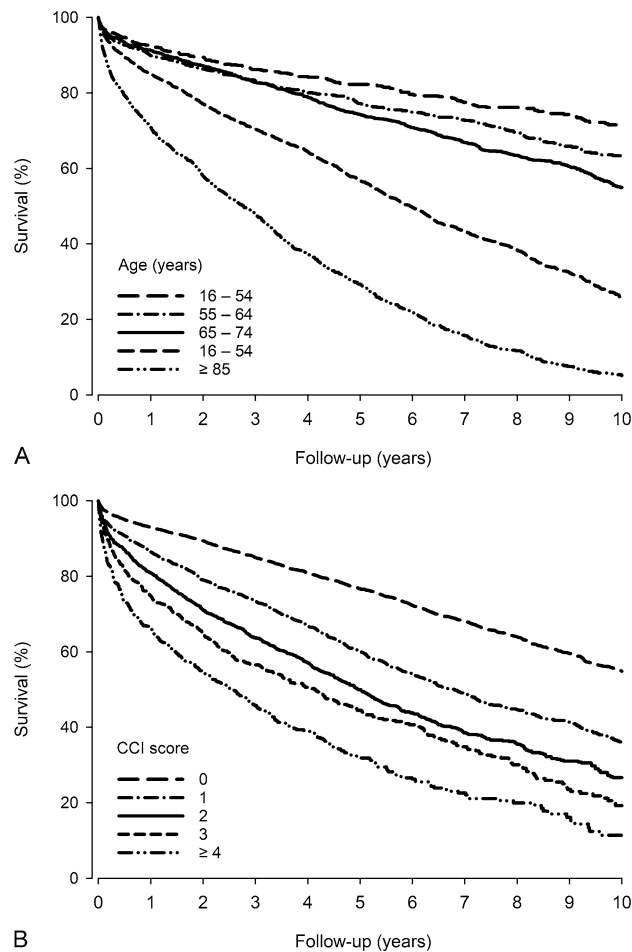 100
80
60
40
20
0
Survival (%)
Age (years)
16 – 54
55 – 64
65 – 74
16 – 54
≥ 85
0 1 2 3 4 5 6 7 8 9 10
Follow-up (years)
A
100
80
60
40
20
0
Survival (%)
CCI score
0
1
2
3
≥ 4
0 1 2 3 4 5 6 7 8 9 10
Follow-up (years)
B